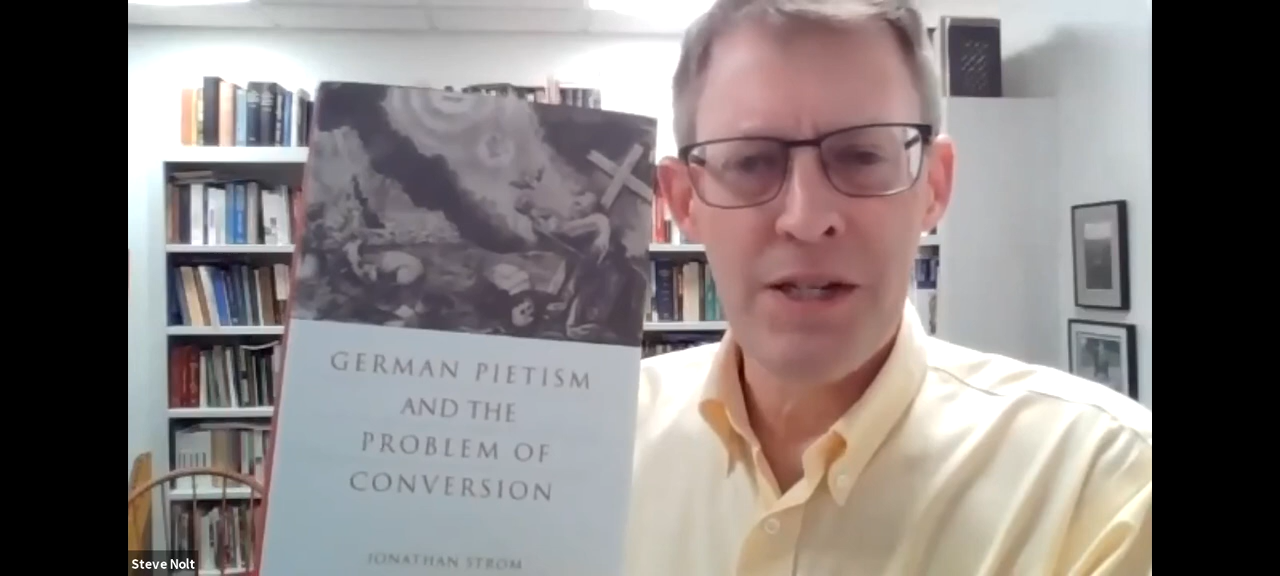 GERMAN PIETISM
AND THE
PROBLEM OF
CONVERSION
JONATHAN STROM
Steve Nolt